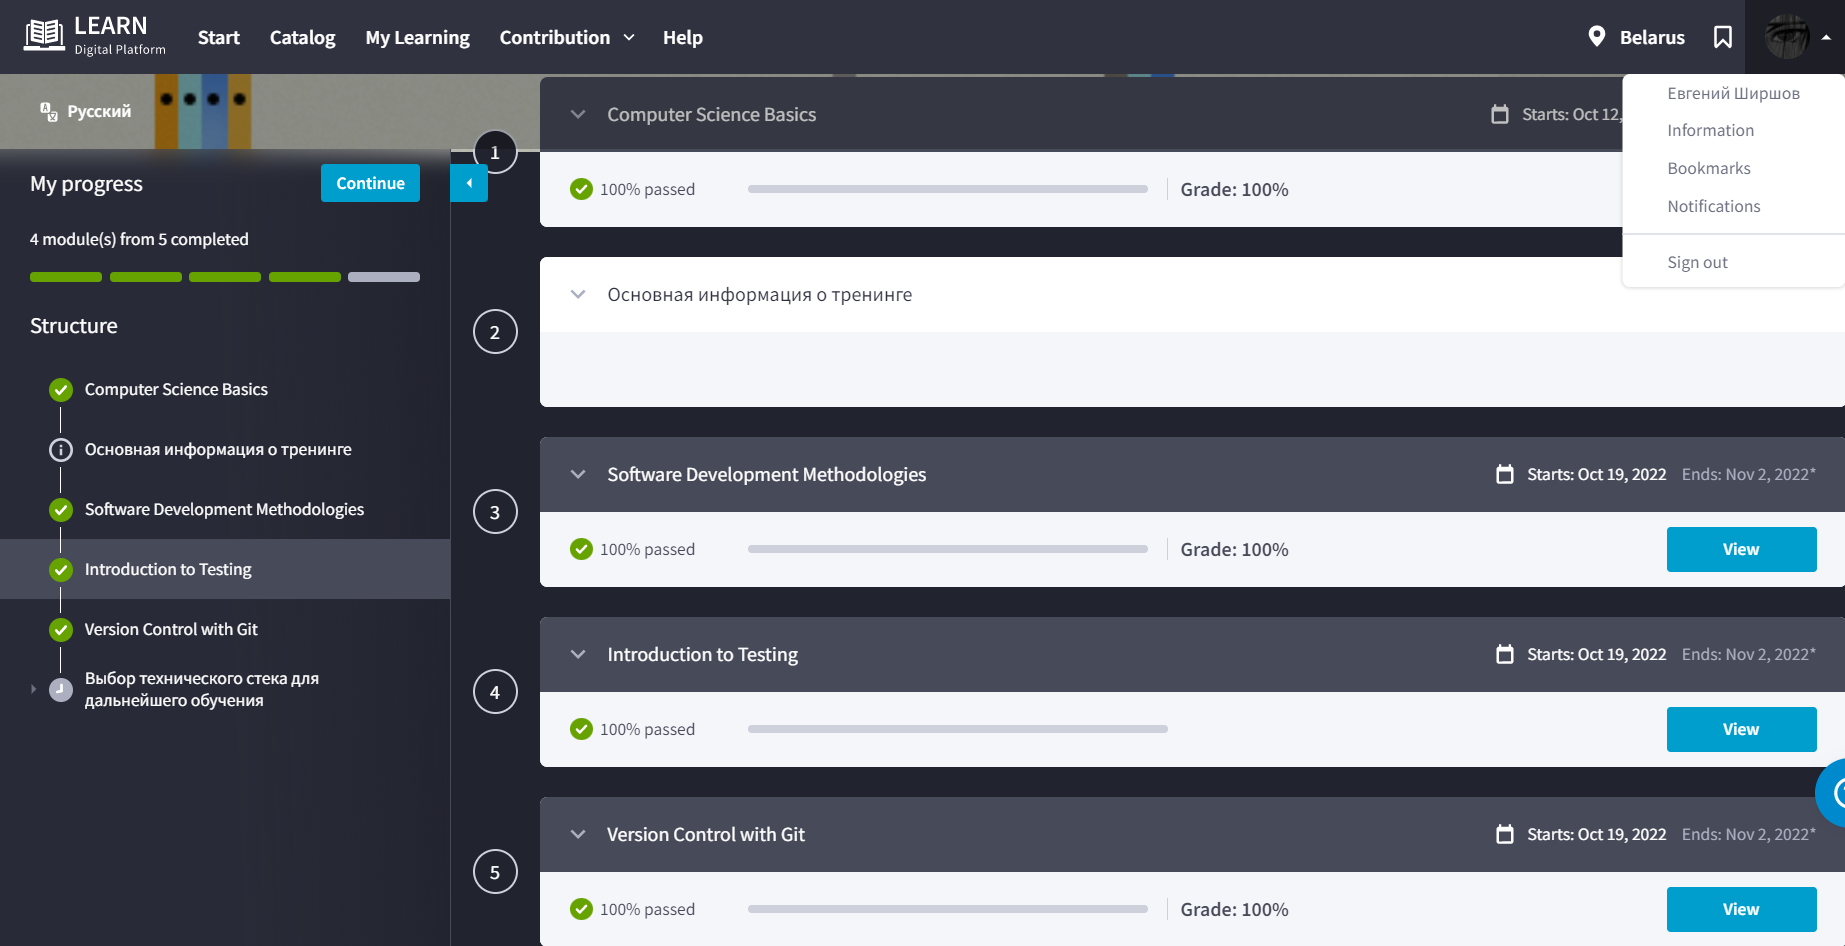 LEARN
Digital Platform
Start
Catalog
My Learning
Contribution
Help
Belarus
Русский
My progress
Continue
4 module(s) from 5 completed
Structure
Computer Science Basics
Основная информация о тренинге
Software Development Methodologies
Introduction to Testing
Version Control with Git
Выбор технического стека для
дальнейшего обучения
1
Computer Science Basics
Starts: Oct 12,
100% passed
Grade: 100%
2
Основная информация о тренинге
3
Software Development Methodologies
Starts: Oct 19, 2022
Ends: Nov 2, 2022*
100% passed
Grade: 100%
View
4
Introduction to Testing
Starts: Oct 19, 2022
Ends: Nov 2, 2022*
100% passed
View
5
Version Control with Git
Starts: Oct 19, 2022
Ends: Nov 2, 2022*
100% passed
Grade: 100%
View
Евгений Ширшов
Information
Bookmarks
Notifications
Sign out